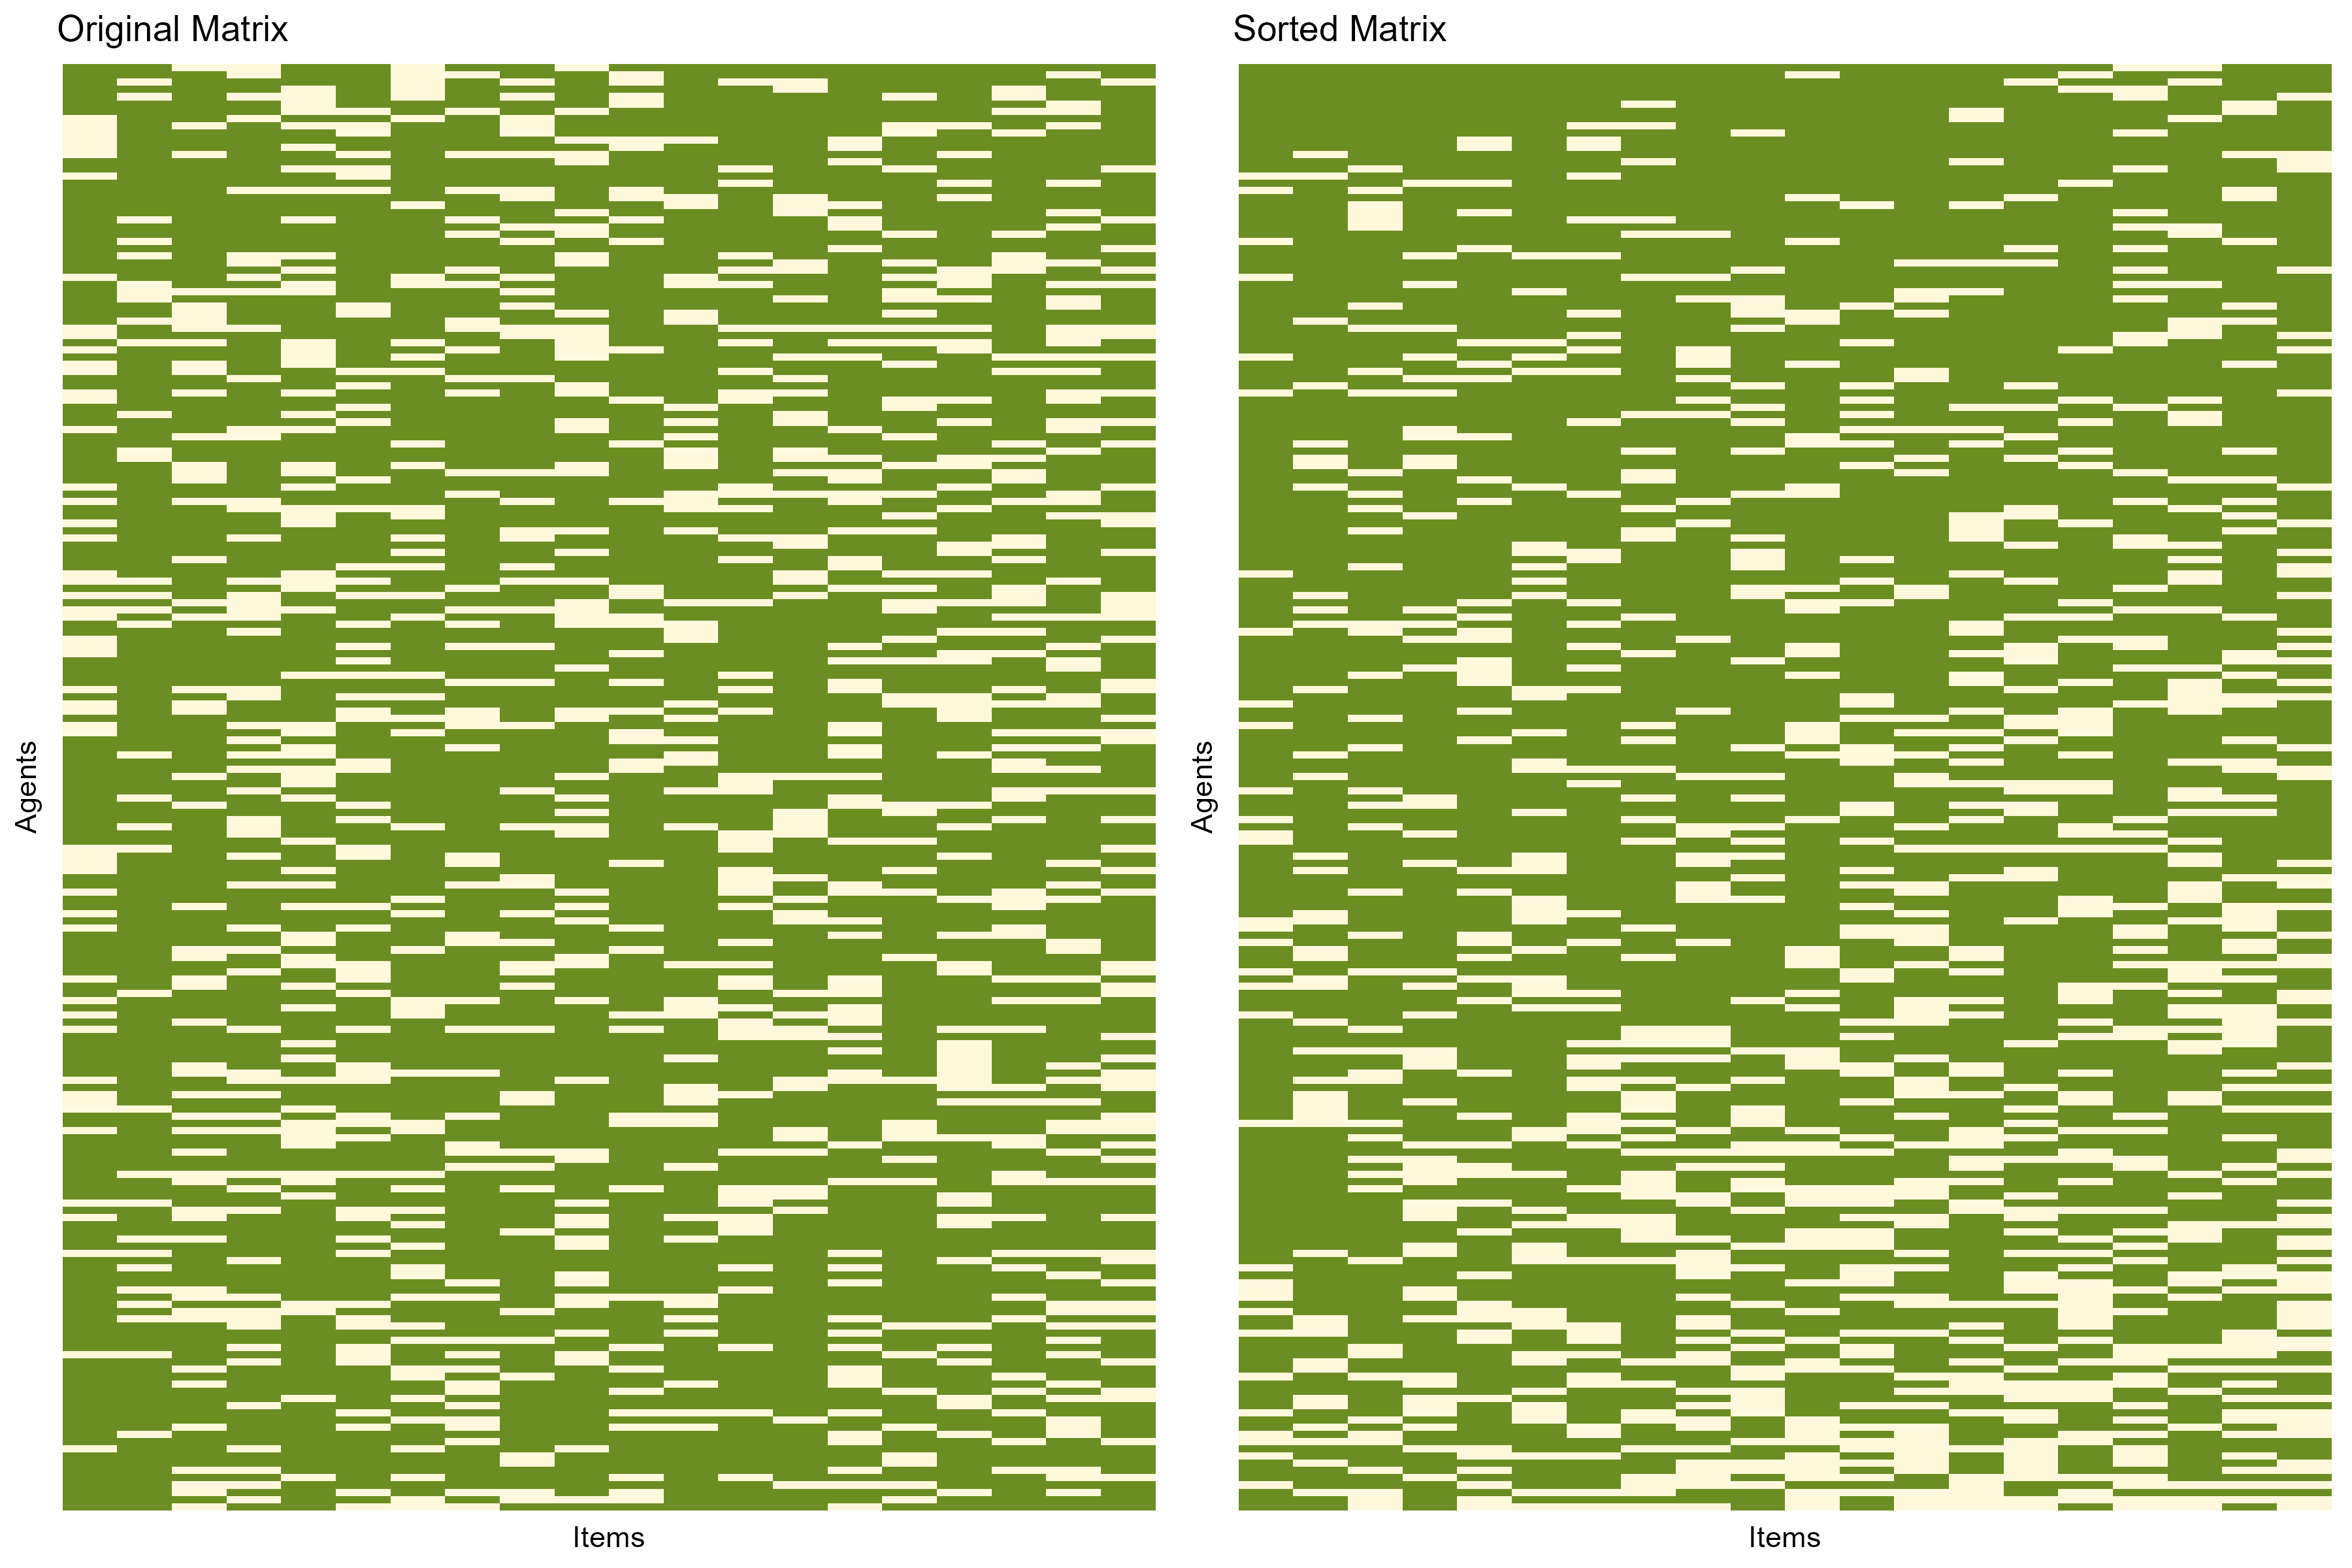 Original Matrix
Agents
Items
Sorted Matrix
Agents
Items